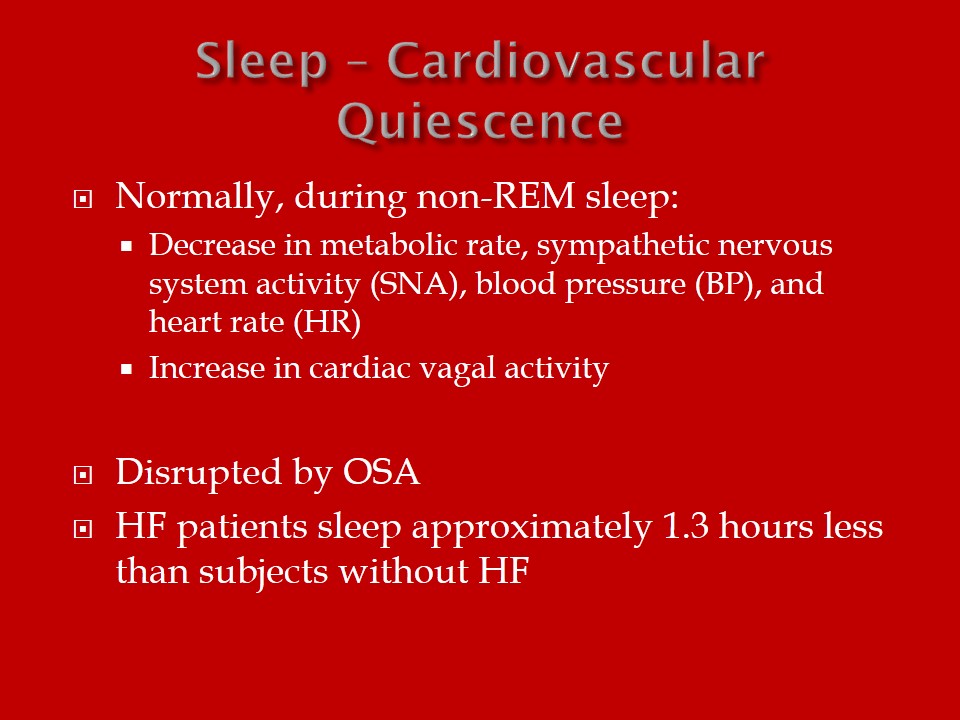 Sleep – Cardiovascular
Quiescence
Normally, during non-REM sleep:
Decrease in metabolic rate, sympathetic nervous
system activity (SNA), blood pressure (BP), and
heart rate (HR)
Increase in cardiac vagal activity
Disrupted by OSA
HF patients sleep approximately 1.3 hours less
than subjects without HF